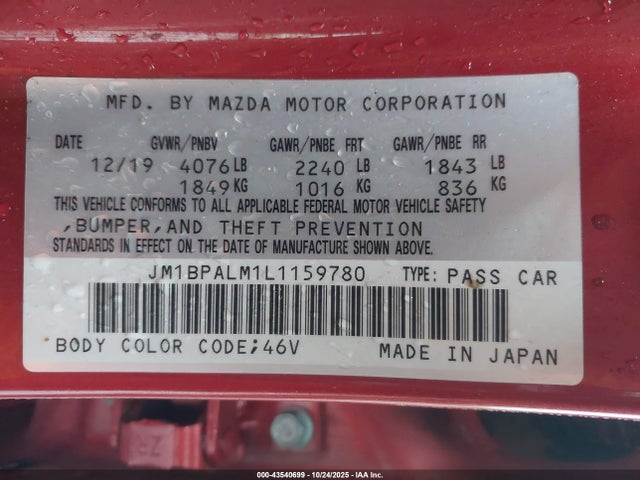 MFD. BY MAZDA MOTOR CORPORATION
DATE GVWR/PNBV GAWR/PNBE FRT GAWR/PNBE RR
12/19 4076LB 2240 LB 1843 LB
1849KG 1016 KG 836 KG
THIS VEHICLE CONFORMS TO ALL APPLICABLE FEDERAL MOTOR VEHICLE SAFETY
,BUMPER,AND THEFT PREVENTION
STANDARDS IN EFFECT ON THE DATE OF MANUFACTURE SHOWN ABOVE.
JM1BPALM1L1159780 TYPE: PASS CAR
BODY COLOR CODE;46V MADE IN JAPAN
ZR
000-43540699 - 10/24/2025 - IAA Inc.